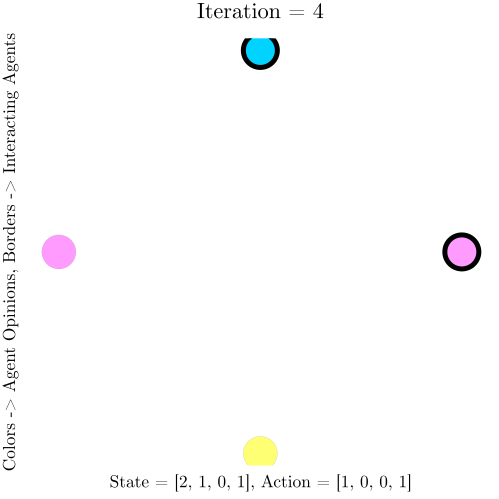 Iteration = 4
Colors -> Agent Opinions, Borders -> Interacting Agents
State = [2, 1, 0, 1], Action = [1, 0, 0, 1]